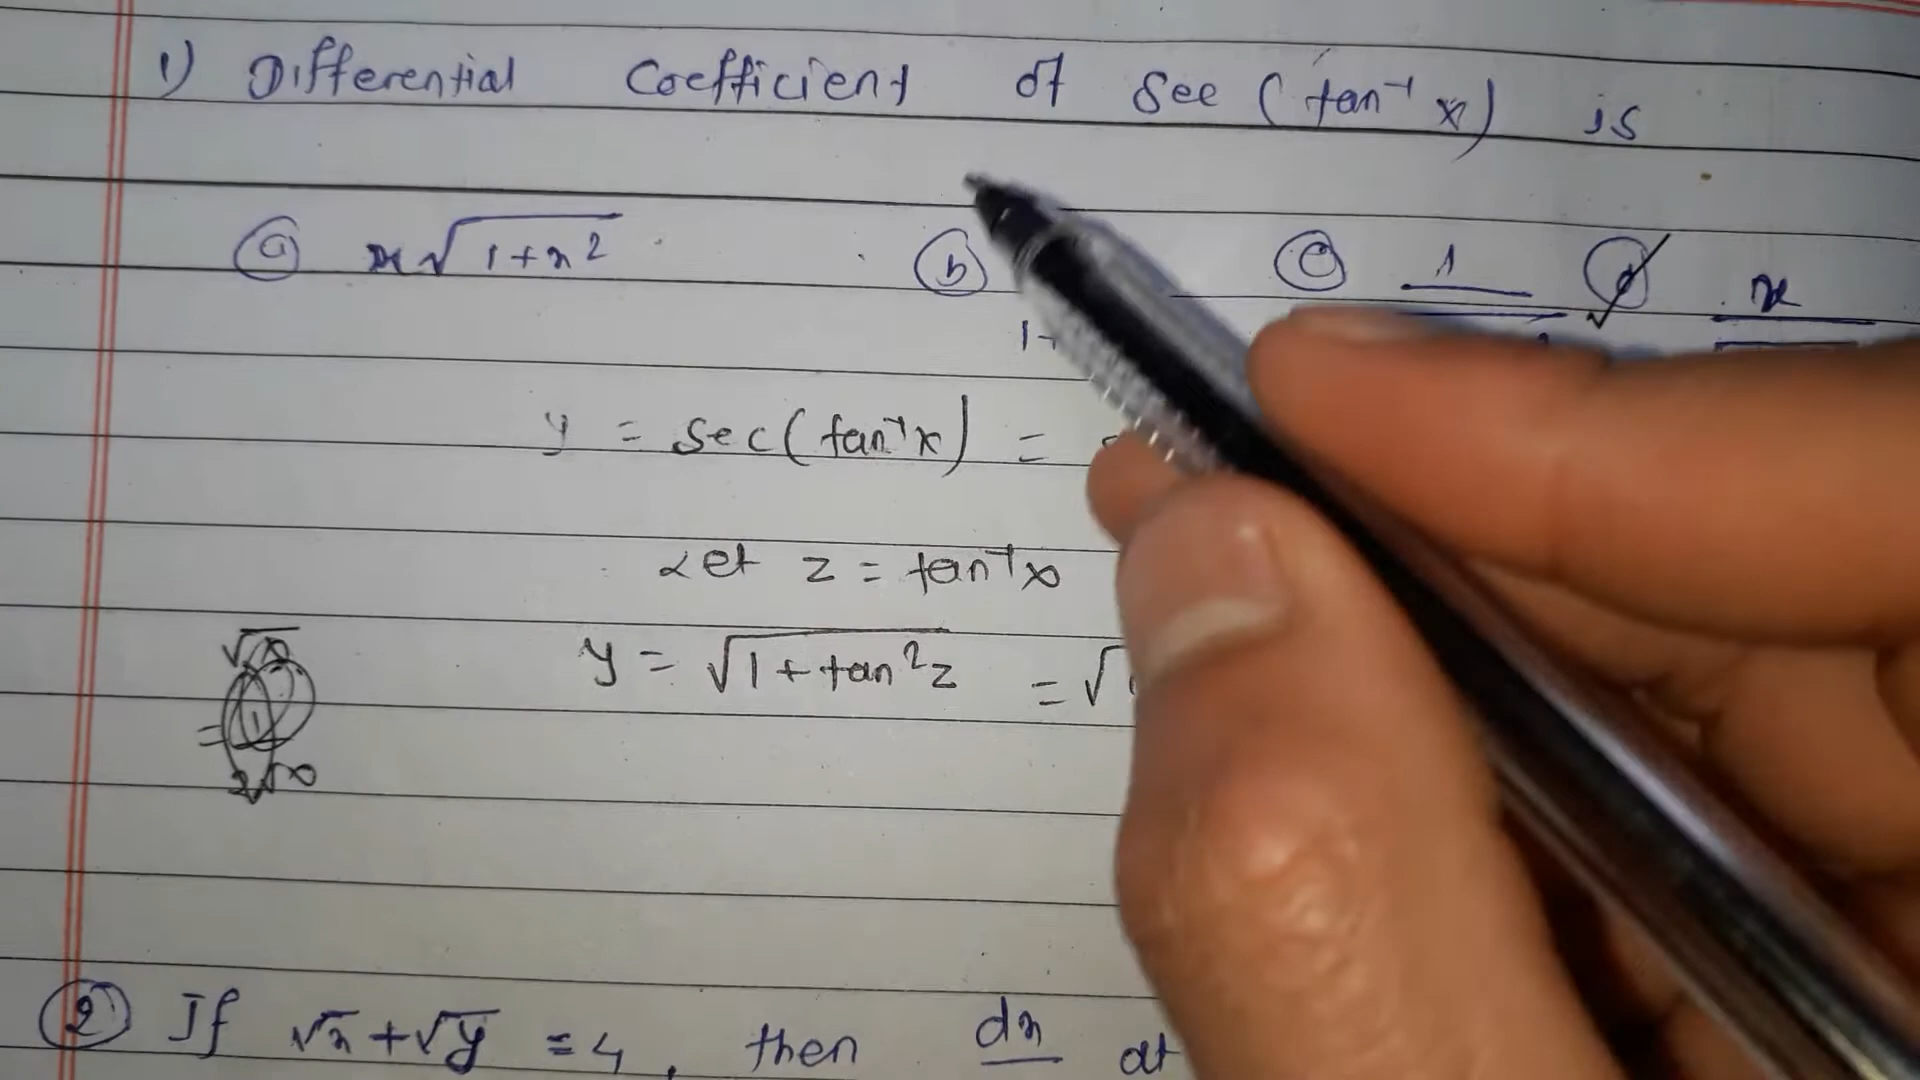 1) Differential Coefficient of Sec (tan⁻¹ x) is
(a) x√1+x² (b) (c) 1 (d) x
1+
y = Sec(tan⁻¹x) =
Let z = tan⁻¹x
y = √1+tan²z = √
2) If √x+√y = 4, then dx at